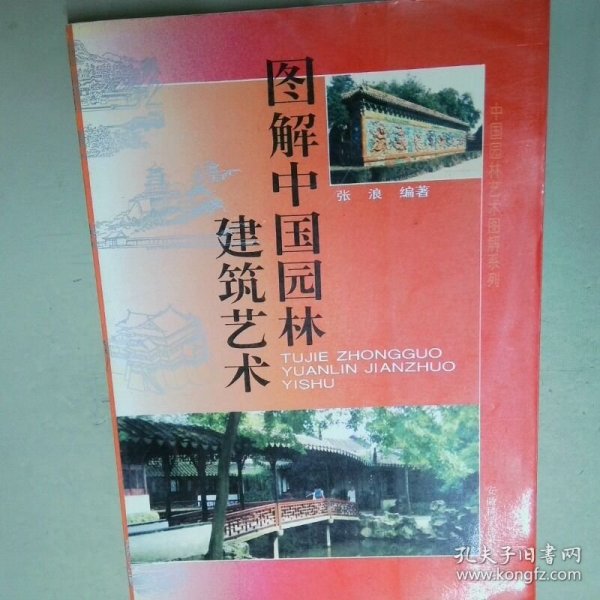 图解中国园林
建筑艺术
张浪 编著
TUJIE ZHONGGUO
YUANLIN JIANZHUO
YISHU
中国园林艺术图解系列
孔夫子旧书网
www.kongfz.com